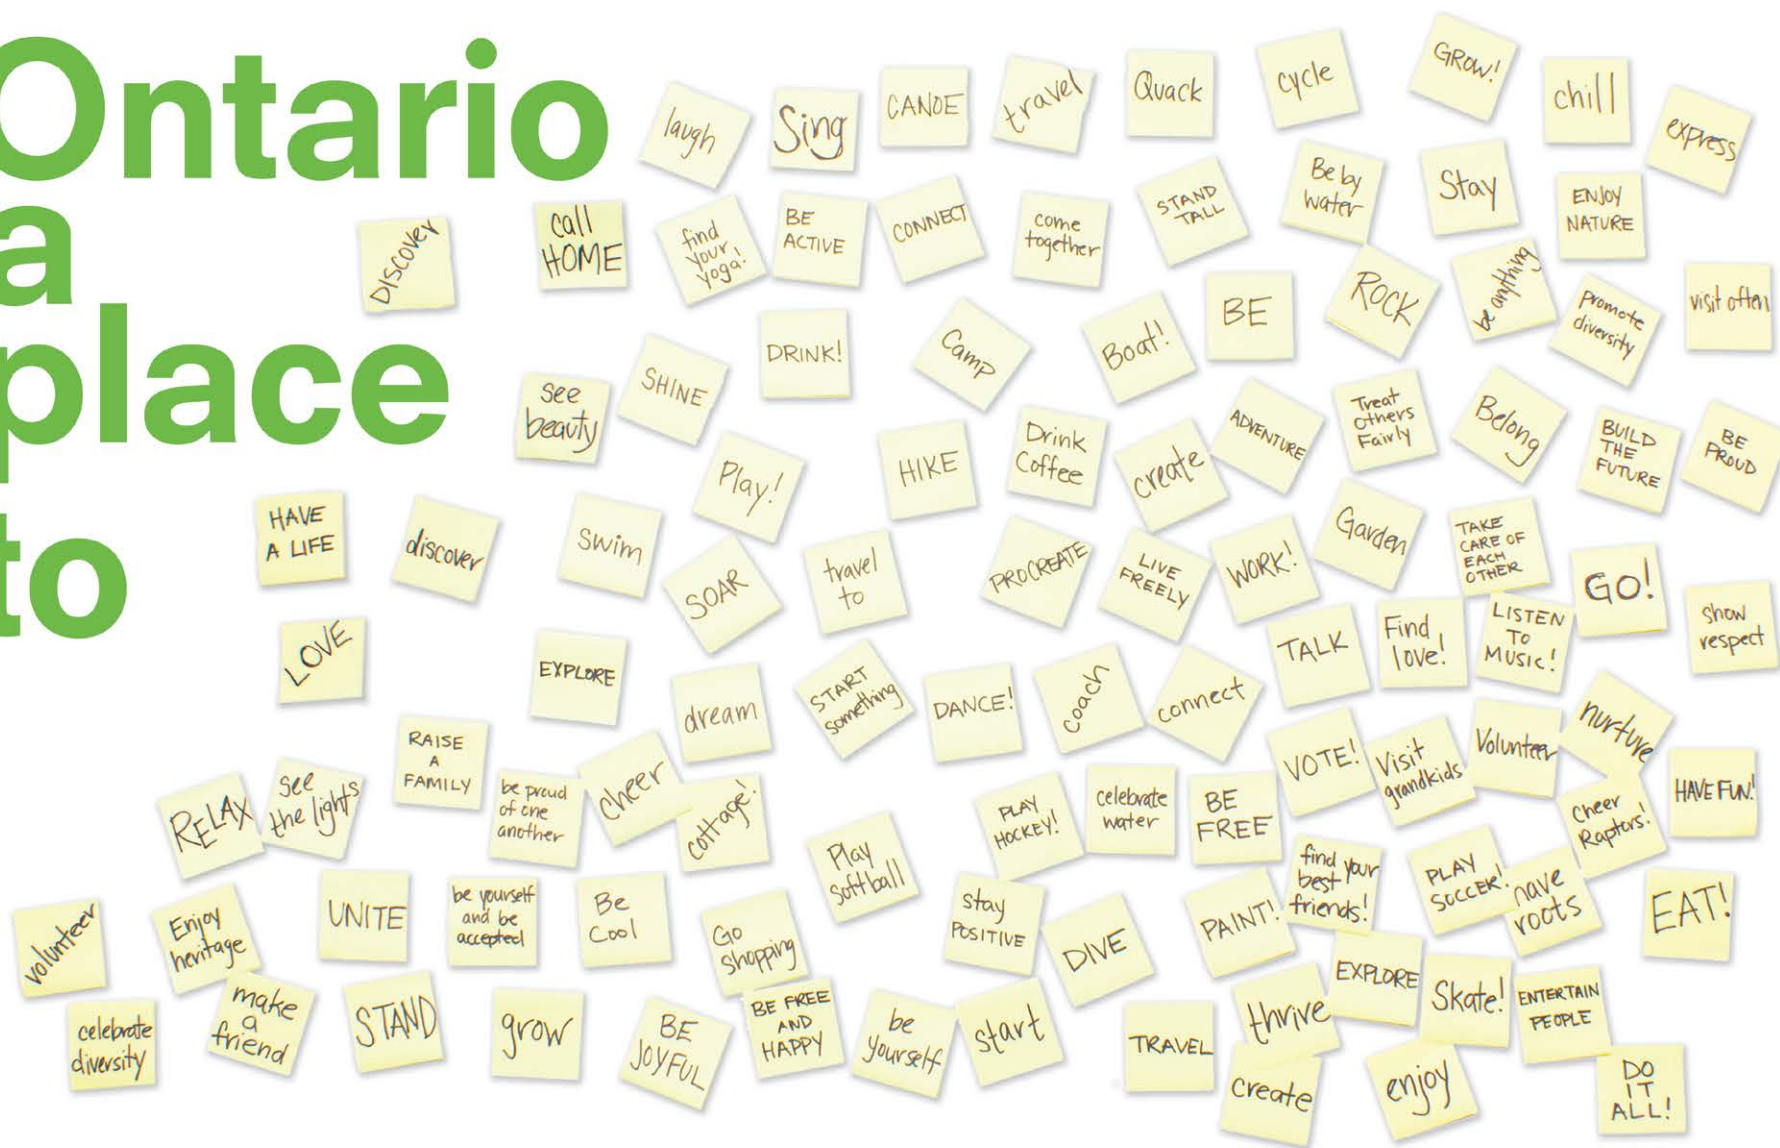 Ontario
a
place
to
laugh
Sing
CANOE
travel
Quack
cycle
GROW!
chill
express
DISCOVER
call
HOME
find
your
yoga!
BE
ACTIVE
CONNECT
come
together
STAND
TALL
Be by
water
Stay
ENJOY
NATURE
see
beauty
SHINE
DRINK!
Camp
Boat!
BE
ROCK
be anything
promote
diversity
visit often
Play!
HIKE
Drink
Coffee
create
ADVENTURE
Treat
others
Fairly
Belong
BUILD
THE
FUTURE
BE
PROUD
HAVE
A LIFE
discover
swim
SOAR
travel
to
PROCREATE
LIVE
FREELY
WORK!
Garden
TAKE
CARE OF
EACH
OTHER
GO!
show
respect
LOVE
EXPLORE
dream
START
something
DANCE!
coach
connect
TALK
Find
love!
LISTEN
TO
MUSIC!
nurture
RELAX
see
the lights
RAISE
A
FAMILY
be proud
of one
another
cheer
cottage!
Play
softball
PLAY
HOCKEY!
celebrate
water
BE
FREE
VOTE!
Visit
grandkids
Volunteer
cheer
Raptors!
HAVE FUN!
volunteer
Enjoy
heritage
UNITE
be yourself
and be
accepted
Be
Cool
Go
Shopping
stay
POSITIVE
DIVE
PAINT!
find your
best
friends!
PLAY
SOCCER!
have
roots
EAT!
celebrate
diversity
make
a
friend
STAND
grow
BE
JOYFUL
BE FREE
AND
HAPPY
be
yourself
start
TRAVEL
thrive
EXPLORE
Skate!
ENTERTAIN
PEOPLE
create
enjoy
DO
IT
ALL!